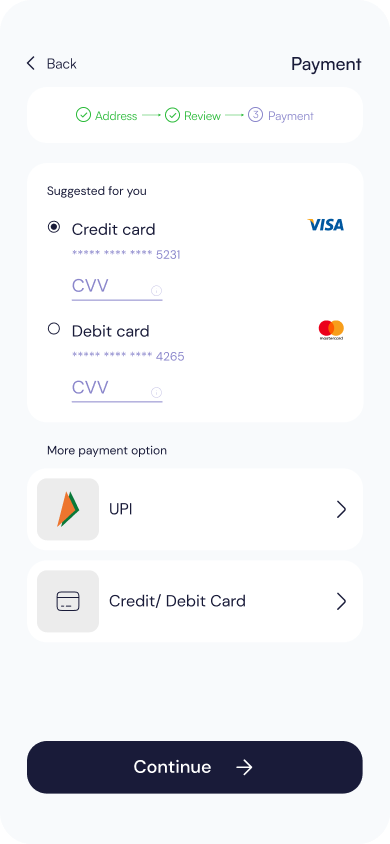 Back
Payment
Address
Review
3 Payment
Suggested for you
Credit card
VISA
***** **** **** 5231
CVV
Debit card
mastercard
***** **** **** 4265
CVV
More payment option
UPI
Credit/ Debit Card
Continue